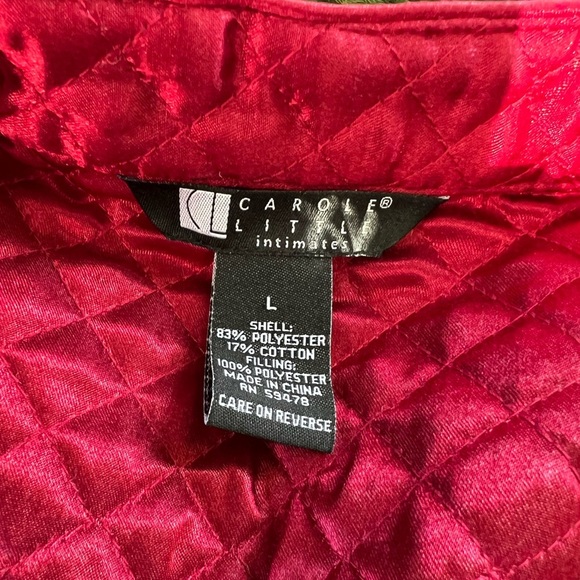 CL CAROLE®
LITTLE
intimates
L
SHELL:
83% POLYESTER
17% COTTON
FILLING:
100% POLYESTER
MADE IN CHINA
RN 59478
CARE ON REVERSE